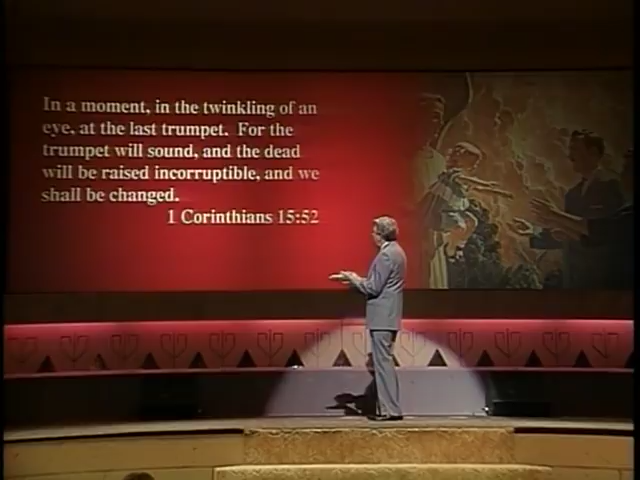 In a moment, in the twinkling of an
eye, at the last trumpet. For the
trumpet will sound, and the dead
will be raised incorruptible, and we
shall be changed.
1 Corinthians 15:52